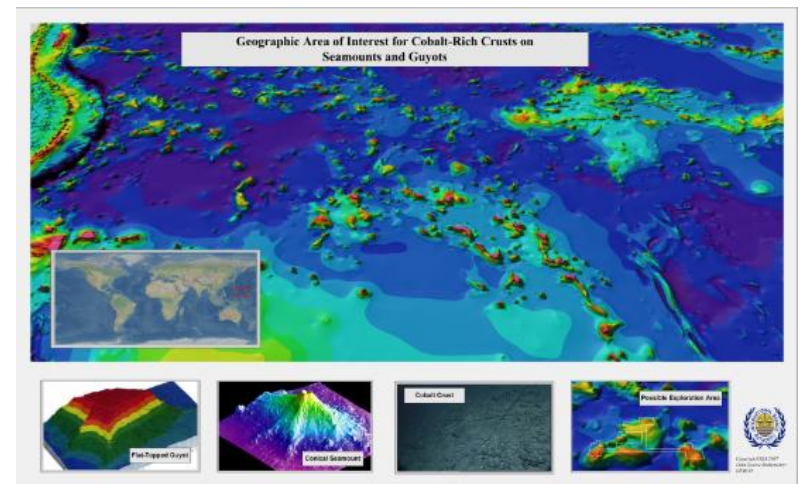 Geographic Area of Interest for Cobalt-Rich Crusts on
Seamounts and Guyots
Flat-Topped Guyot
Conical Seamount
Cobalt Crust
Possible Exploration Area